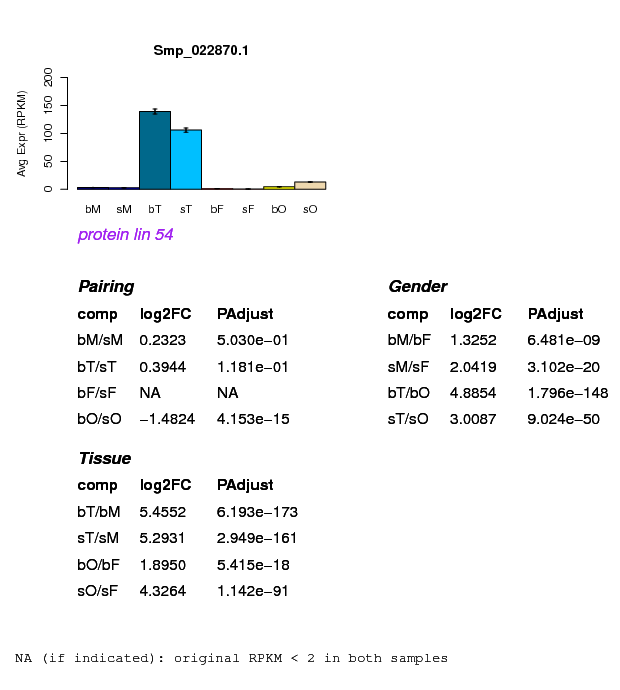 Smp_022870.1
Avg Expr (RPKM)
200
150
100
50
0
bM sM bT sT bF sF bO sO
protein lin 54
Pairing
comp log2FC PAdjust
bM/sM 0.2323 5.030e−01
bT/sT 0.3944 1.181e−01
bF/sF NA NA
bO/sO −1.4824 4.153e−15
Gender
comp log2FC PAdjust
bM/bF 1.3252 6.481e−09
sM/sF 2.0419 3.102e−20
bT/bO 4.8854 1.796e−148
sT/sO 3.0087 9.024e−50
Tissue
comp log2FC PAdjust
bT/bM 5.4552 6.193e−173
sT/sM 5.2931 2.949e−161
bO/bF 1.8950 5.415e−18
sO/sF 4.3264 1.142e−91
NA (if indicated): original RPKM < 2 in both samples